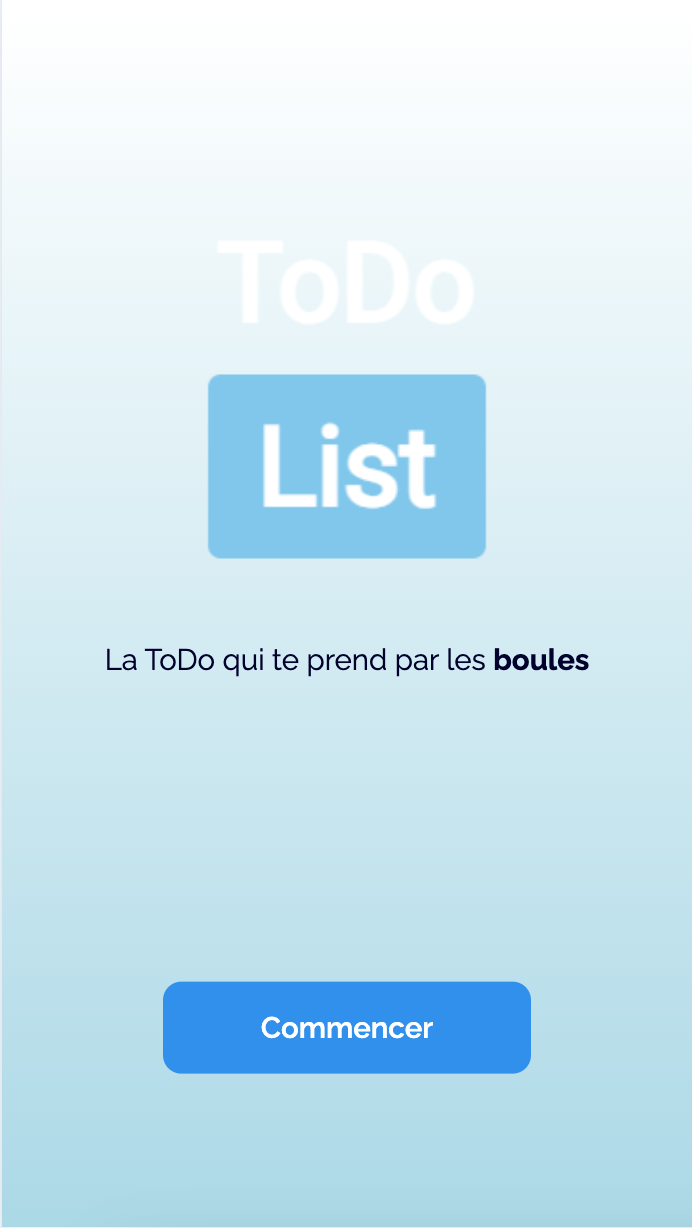 ToDo
List
La ToDo qui te prend par les boules
Commencer